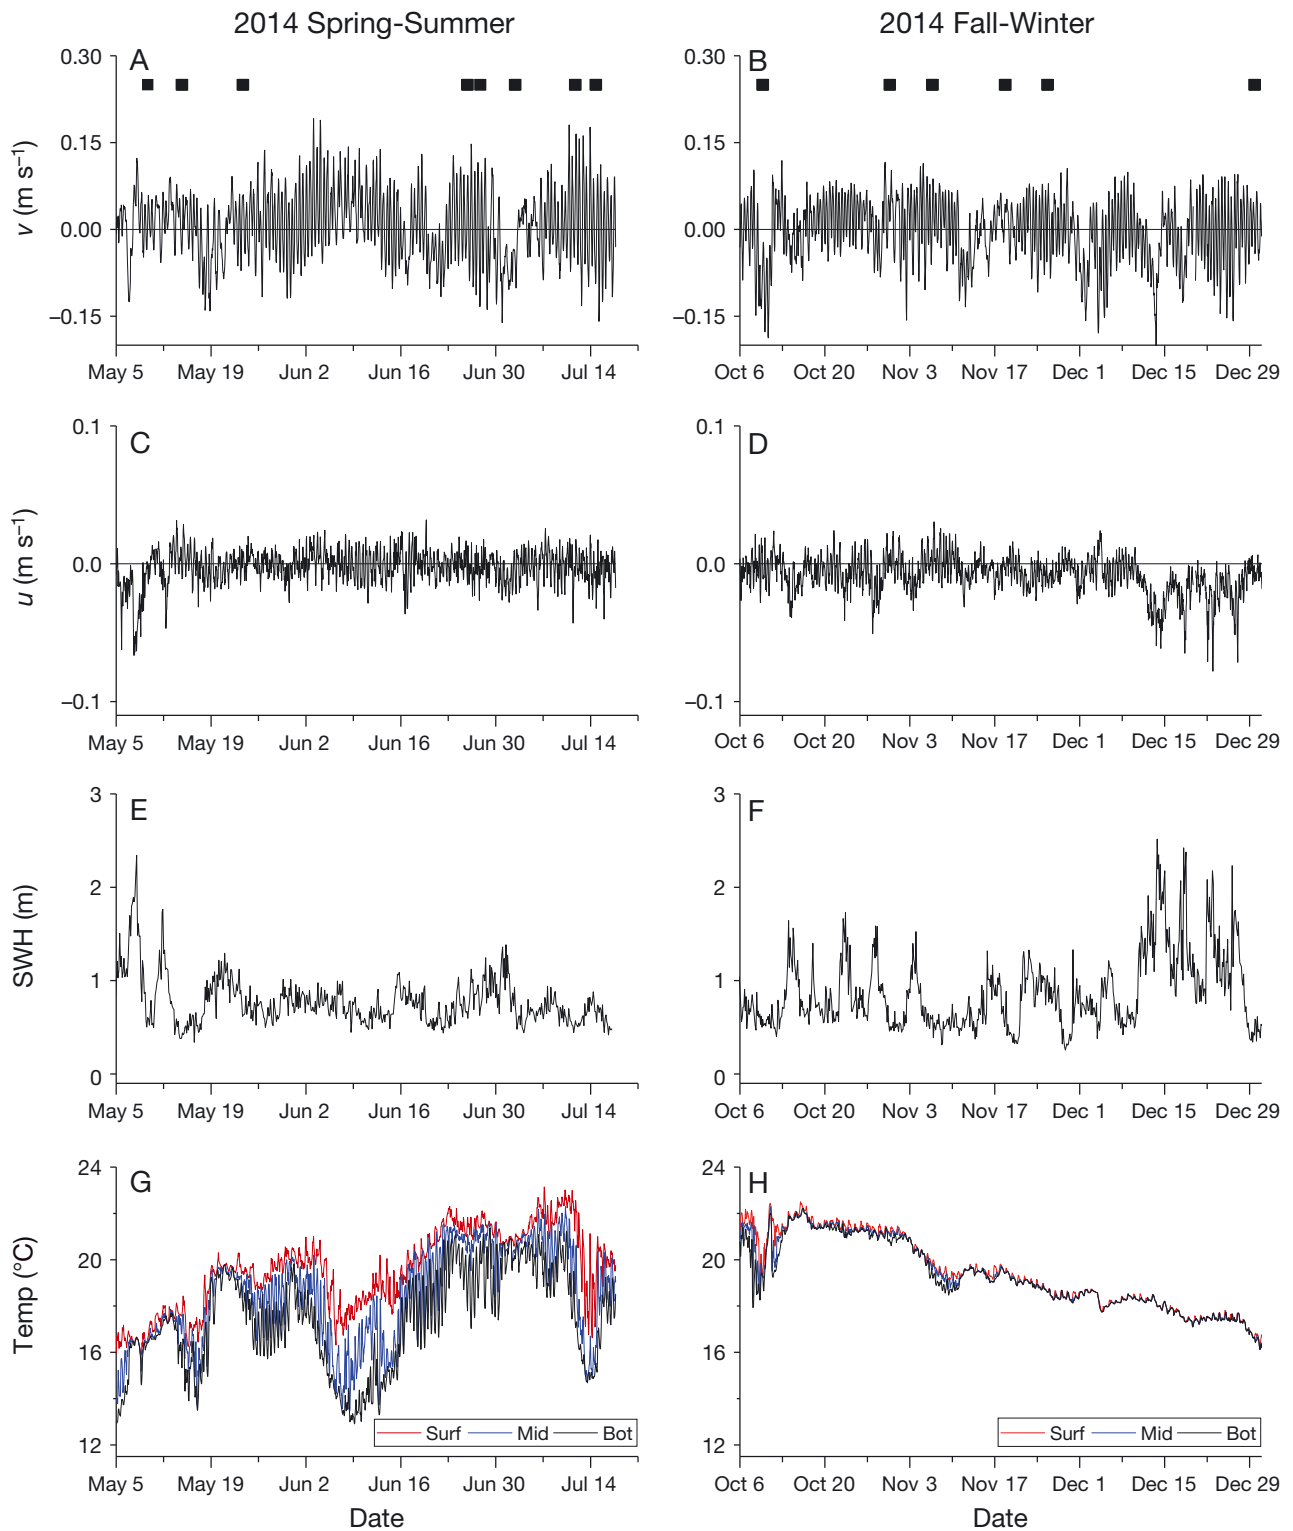 2014 Spring-Summer
2014 Fall-Winter
A
0.30
0.15
0.00
–0.15
v (m s–1)
May 5 May 19 Jun 2 Jun 16 Jun 30 Jul 14
B
0.30
0.15
0.00
–0.15
Oct 6 Oct 20 Nov 3 Nov 17 Dec 1 Dec 15 Dec 29
C
0.1
0.0
–0.1
u (m s–1)
May 5 May 19 Jun 2 Jun 16 Jun 30 Jul 14
D
0.1
0.0
–0.1
Oct 6 Oct 20 Nov 3 Nov 17 Dec 1 Dec 15 Dec 29
E
3
2
1
0
SWH (m)
May 5 May 19 Jun 2 Jun 16 Jun 30 Jul 14
F
3
2
1
0
Oct 6 Oct 20 Nov 3 Nov 17 Dec 1 Dec 15 Dec 29
G
24
20
16
12
Temp (°C)
Surf Mid Bot
May 5 May 19 Jun 2 Jun 16 Jun 30 Jul 14
Date
H
24
20
16
12
Surf Mid Bot
Oct 6 Oct 20 Nov 3 Nov 17 Dec 1 Dec 15 Dec 29
Date